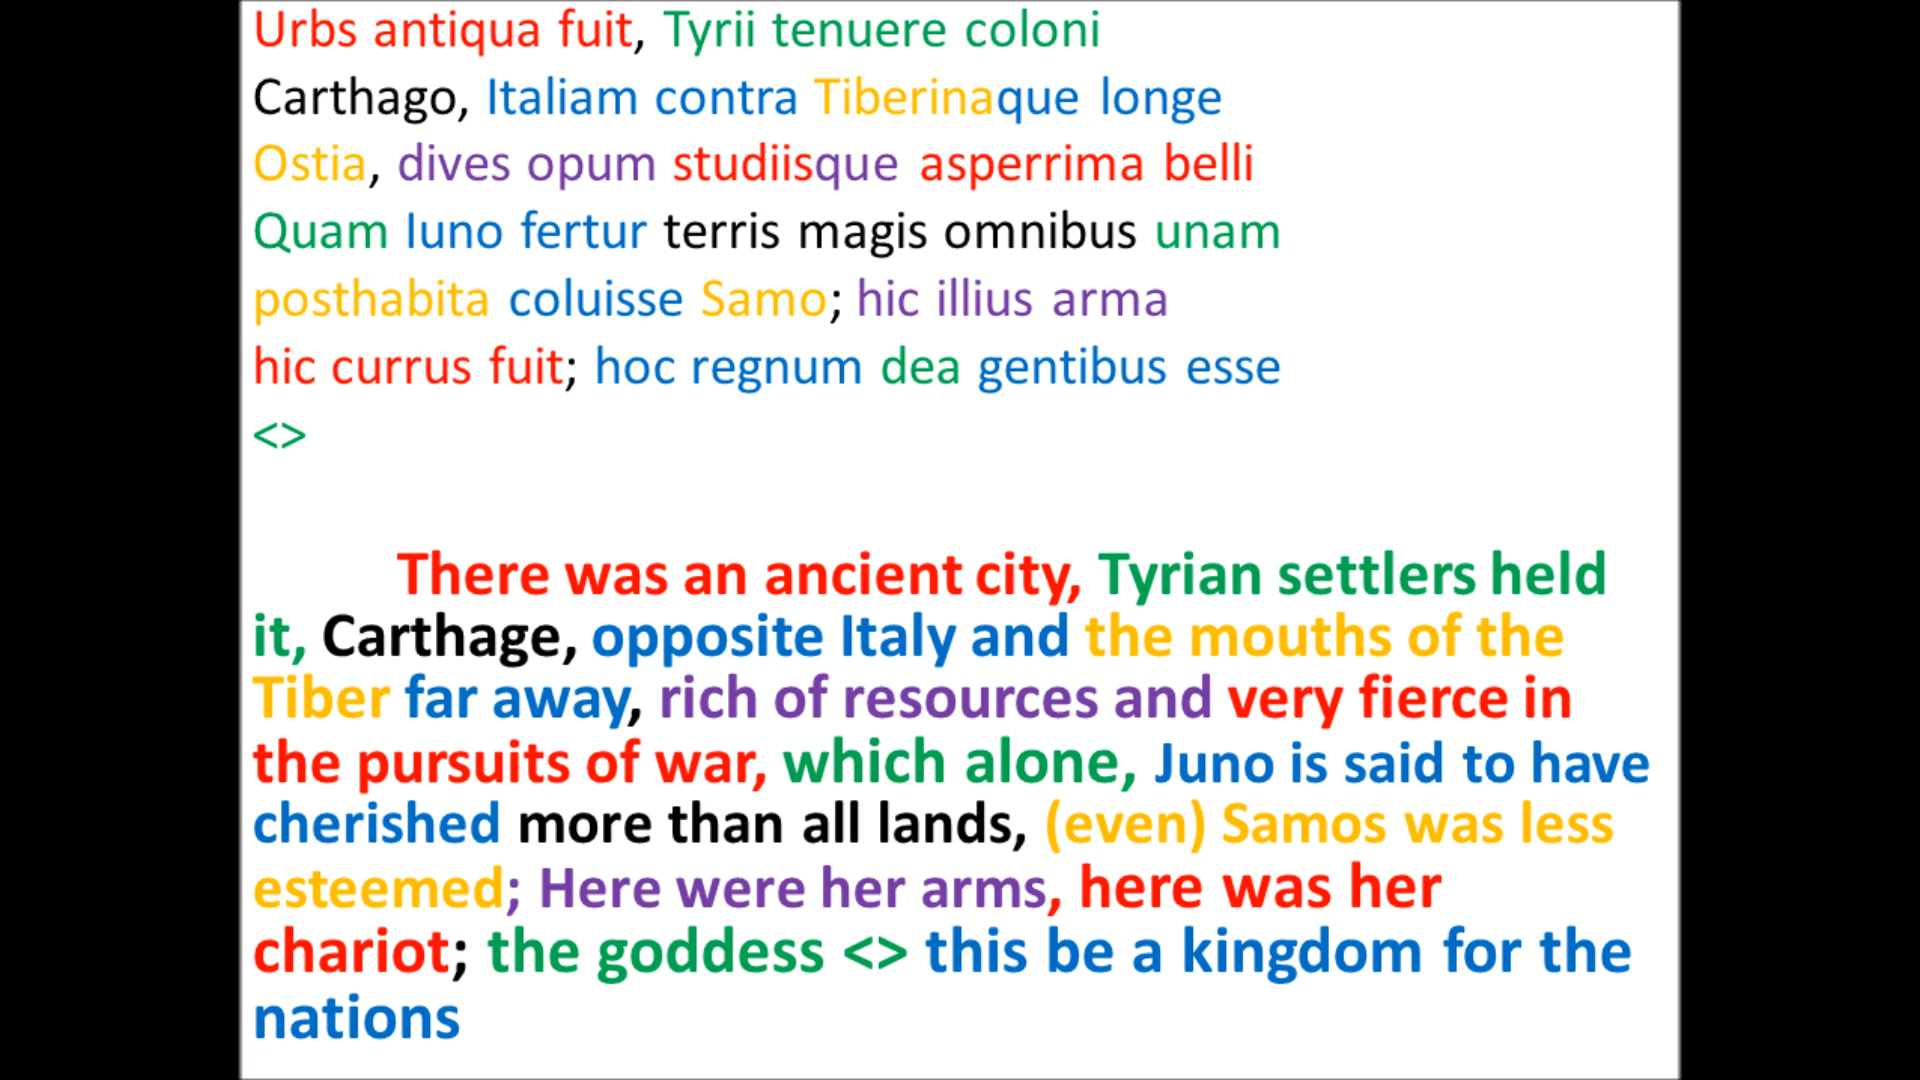 Urbs antiqua fuit, Tyrii tenuere coloni
Carthago, Italiam contra Tiberinaque longe
Ostia, dives opum studiisque asperrima belli
Quam Iuno fertur terris magis omnibus unam
posthabita coluisse Samo; hic illius arma
hic currus fuit; hoc regnum dea gentibus esse
<>
There was an ancient city, Tyrian settlers held
it, Carthage, opposite Italy and the mouths of the
Tiber far away, rich of resources and very fierce in
the pursuits of war, which alone, Juno is said to have
cherished more than all lands, (even) Samos was less
esteemed; Here were her arms, here was her
chariot; the goddess <> this be a kingdom for the
nations